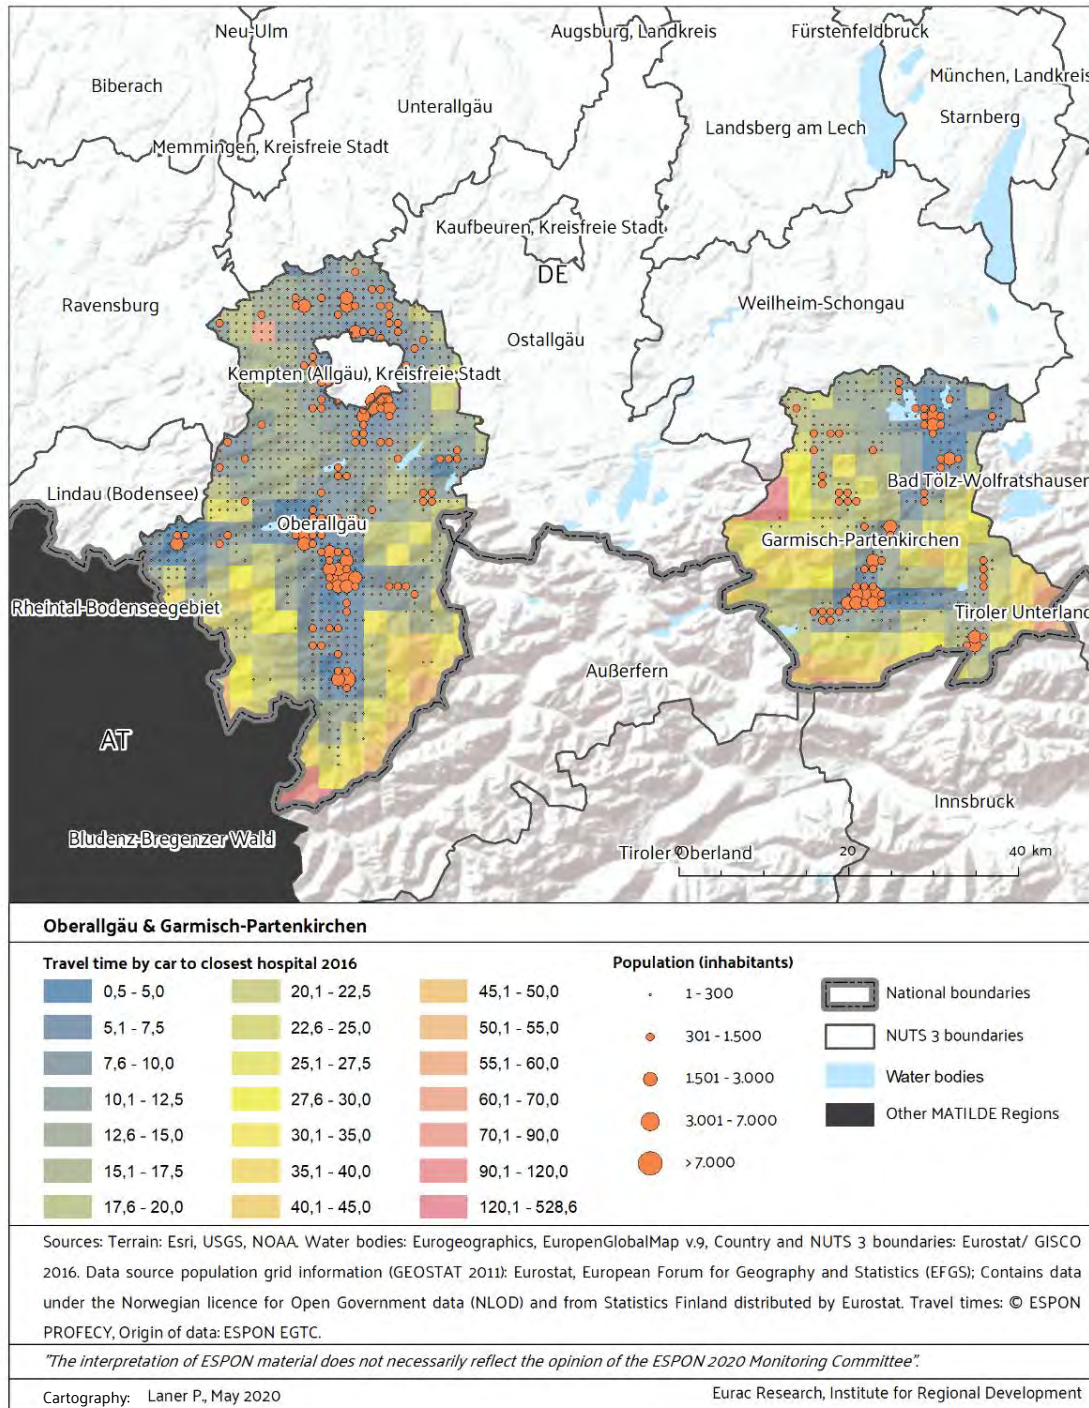 Neu-Ulm
Augsburg, Landkreis
Fürstenfeldbruck
Biberach
München, Landkreis
Unterallgäu
Starnberg
Landsberg am Lech
Memmingen, Kreisfreie Stadt
Kaufbeuren, Kreisfreie Stadt
DE
Ravensburg
Weilheim-Schongau
Ostallgäu
Kempten (Allgäu), Kreisfreie Stadt
Bad Tölz-Wolfratshausen
Lindau (Bodensee)
Oberallgäu
Garmisch-Partenkirchen
Rheintal-Bodenseegebiet
Tiroler Unterland
Außerfern
AT
Innsbruck
Bludenz-Bregenzer Wald
Tiroler Oberland
0 20 40 km
Oberallgäu & Garmisch-Partenkirchen
Travel time by car to closest hospital 2016
0,5 - 5,0
5,1 - 7,5
7,6 - 10,0
10,1 - 12,5
12,6 - 15,0
15,1 - 17,5
17,6 - 20,0
20,1 - 22,5
22,6 - 25,0
25,1 - 27,5
27,6 - 30,0
30,1 - 35,0
35,1 - 40,0
40,1 - 45,0
45,1 - 50,0
50,1 - 55,0
55,1 - 60,0
60,1 - 70,0
70,1 - 90,0
90,1 - 120,0
120,1 - 528,6
Population (inhabitants)
1 - 300
301 - 1.500
1.501 - 3.000
3.001 - 7.000
> 7.000
National boundaries
NUTS 3 boundaries
Water bodies
Other MATILDE Regions
Sources: Terrain: Esri, USGS, NOAA. Water bodies: Eurogeographics, EuropenGlobalMap v.9, Country and NUTS 3 boundaries: Eurostat/ GISCO
2016. Data source population grid information (GEOSTAT 2011): Eurostat, European Forum for Geography and Statistics (EFGS); Contains data
under the Norwegian licence for Open Government data (NLOD) and from Statistics Finland distributed by Eurostat. Travel times: © ESPON
PROFECY, Origin of data: ESPON EGTC.
"The interpretation of ESPON material does not necessarily reflect the opinion of the ESPON 2020 Monitoring Committee".
Cartography: Laner P., May 2020
Eurac Research, Institute for Regional Development